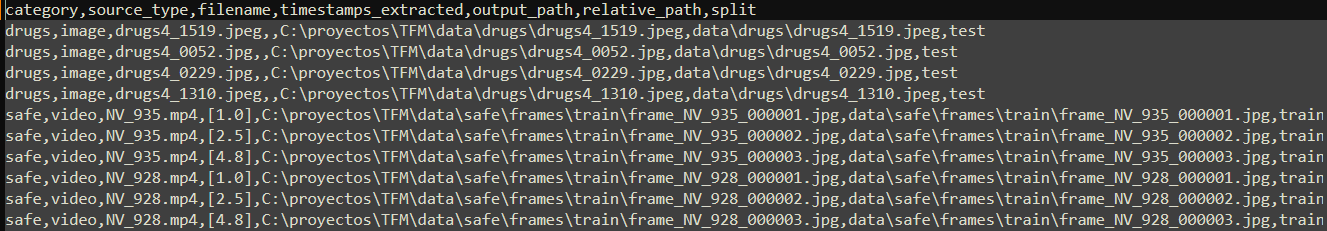 category,source_type,filename,timestamps_extracted,output_path,relative_path,split
drugs,image,drugs4_1519.jpeg,,C:\proyectos\TFM\data\drugs\drugs4_1519.jpeg,data\drugs\drugs4_1519.jpeg,test
drugs,image,drugs4_0052.jpg,,C:\proyectos\TFM\data\drugs\drugs4_0052.jpg,data\drugs\drugs4_0052.jpg,test
drugs,image,drugs4_0229.jpg,,C:\proyectos\TFM\data\drugs\drugs4_0229.jpg,data\drugs\drugs4_0229.jpg,test
drugs,image,drugs4_1310.jpeg,,C:\proyectos\TFM\data\drugs\drugs4_1310.jpeg,data\drugs\drugs4_1310.jpeg,test
safe,video,NV_935.mp4,[1.0],C:\proyectos\TFM\data\safe\frames\train\frame_NV_935_000001.jpg,data\safe\frames\train\frame_NV_935_000001.jpg,train
safe,video,NV_935.mp4,[2.5],C:\proyectos\TFM\data\safe\frames\train\frame_NV_935_000002.jpg,data\safe\frames\train\frame_NV_935_000002.jpg,train
safe,video,NV_935.mp4,[4.8],C:\proyectos\TFM\data\safe\frames\train\frame_NV_935_000003.jpg,data\safe\frames\train\frame_NV_935_000003.jpg,train
safe,video,NV_928.mp4,[1.0],C:\proyectos\TFM\data\safe\frames\train\frame_NV_928_000001.jpg,data\safe\frames\train\frame_NV_928_000001.jpg,train
safe,video,NV_928.mp4,[2.5],C:\proyectos\TFM\data\safe\frames\train\frame_NV_928_000002.jpg,data\safe\frames\train\frame_NV_928_000002.jpg,train
safe,video,NV_928.mp4,[4.8],C:\proyectos\TFM\data\safe\frames\train\frame_NV_928_000003.jpg,data\safe\frames\train\frame_NV_928_000003.jpg,train